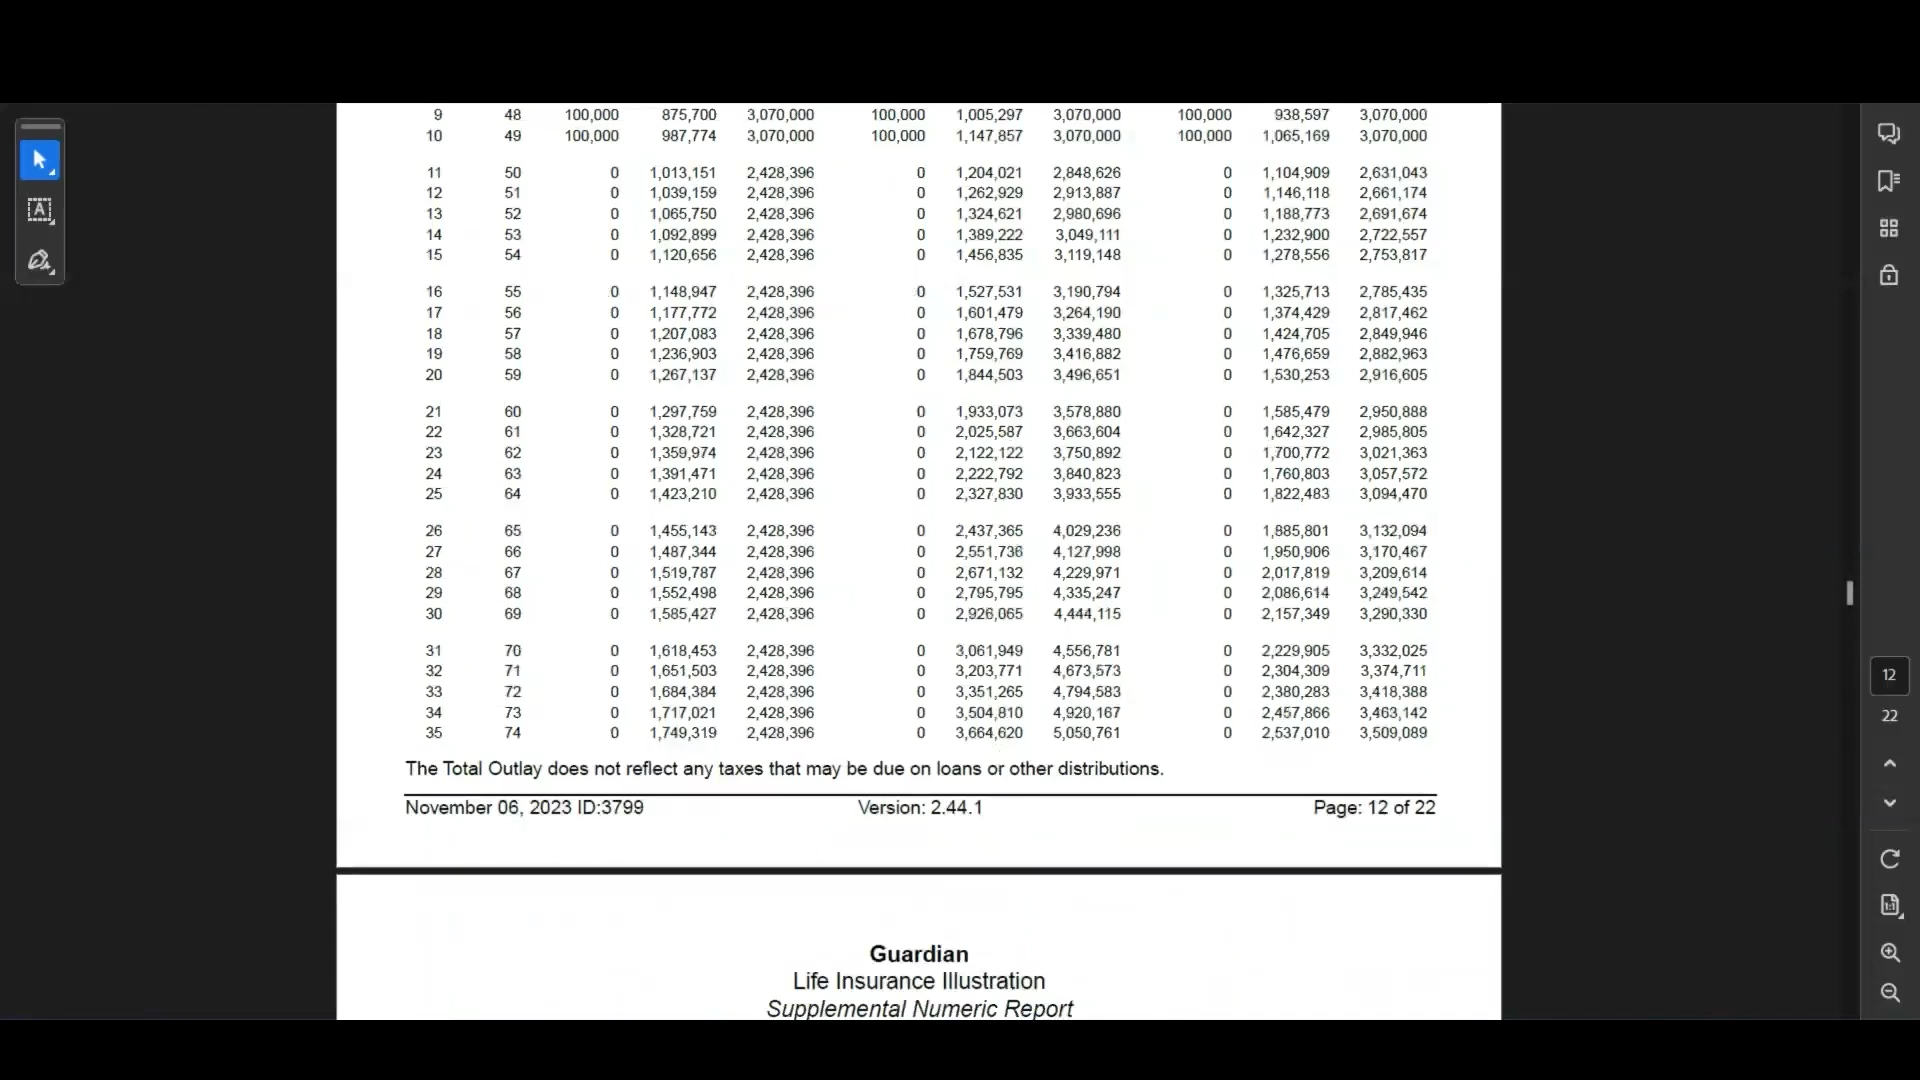 9 48 100,000 875,700 3,070,000 100,000 1,005,297 3,070,000 100,000 938,597 3,070,000
10 49 100,000 987,774 3,070,000 100,000 1,147,857 3,070,000 100,000 1,065,169 3,070,000
11 50 0 1,013,151 2,428,396 0 1,204,021 2,848,626 0 1,104,909 2,631,043
12 51 0 1,039,159 2,428,396 0 1,262,929 2,913,887 0 1,146,118 2,661,174
13 52 0 1,065,750 2,428,396 0 1,324,621 2,980,696 0 1,188,773 2,691,674
14 53 0 1,092,899 2,428,396 0 1,389,222 3,049,111 0 1,232,900 2,722,557
15 54 0 1,120,656 2,428,396 0 1,456,835 3,119,148 0 1,278,556 2,753,817
16 55 0 1,148,947 2,428,396 0 1,527,531 3,190,794 0 1,325,713 2,785,435
17 56 0 1,177,772 2,428,396 0 1,601,479 3,264,190 0 1,374,429 2,817,462
18 57 0 1,207,083 2,428,396 0 1,678,796 3,339,480 0 1,424,705 2,849,946
19 58 0 1,236,903 2,428,396 0 1,759,769 3,416,882 0 1,476,659 2,882,963
20 59 0 1,267,137 2,428,396 0 1,844,503 3,496,651 0 1,530,253 2,916,605
21 60 0 1,297,759 2,428,396 0 1,933,073 3,578,880 0 1,585,479 2,950,888
22 61 0 1,328,721 2,428,396 0 2,025,587 3,663,604 0 1,642,327 2,985,805
23 62 0 1,359,974 2,428,396 0 2,122,122 3,750,892 0 1,700,772 3,021,363
24 63 0 1,391,471 2,428,396 0 2,222,792 3,840,823 0 1,760,803 3,057,572
25 64 0 1,423,210 2,428,396 0 2,327,830 3,933,555 0 1,822,483 3,094,470
26 65 0 1,455,143 2,428,396 0 2,437,365 4,029,236 0 1,885,801 3,132,094
27 66 0 1,487,344 2,428,396 0 2,551,736 4,127,998 0 1,950,906 3,170,467
28 67 0 1,519,787 2,428,396 0 2,671,132 4,229,971 0 2,017,819 3,209,614
29 68 0 1,552,498 2,428,396 0 2,795,795 4,335,247 0 2,086,614 3,249,542
30 69 0 1,585,427 2,428,396 0 2,926,065 4,444,115 0 2,157,349 3,290,330
31 70 0 1,618,453 2,428,396 0 3,061,949 4,556,781 0 2,229,905 3,332,025
32 71 0 1,651,503 2,428,396 0 3,203,771 4,673,573 0 2,304,309 3,374,711
33 72 0 1,684,384 2,428,396 0 3,351,265 4,794,583 0 2,380,283 3,418,388
34 73 0 1,717,021 2,428,396 0 3,504,810 4,920,167 0 2,457,866 3,463,142
35 74 0 1,749,319 2,428,396 0 3,664,620 5,050,761 0 2,537,010 3,509,089
The Total Outlay does not reflect any taxes that may be due on loans or other distributions.
November 06, 2023 ID:3799 Version: 2.44.1 Page: 12 of 22
Guardian
Life Insurance Illustration
Supplemental Numeric Report
12
22